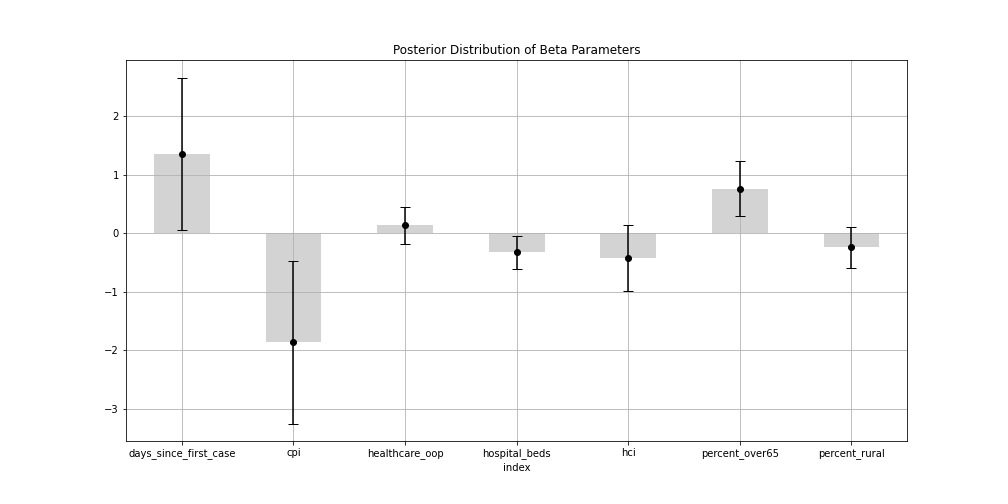 Posterior Distribution of Beta Parameters
2
1
0
−1
−2
−3
days_since_first_case cpi healthcare_oop hospital_beds hci percent_over65 percent_rural
index